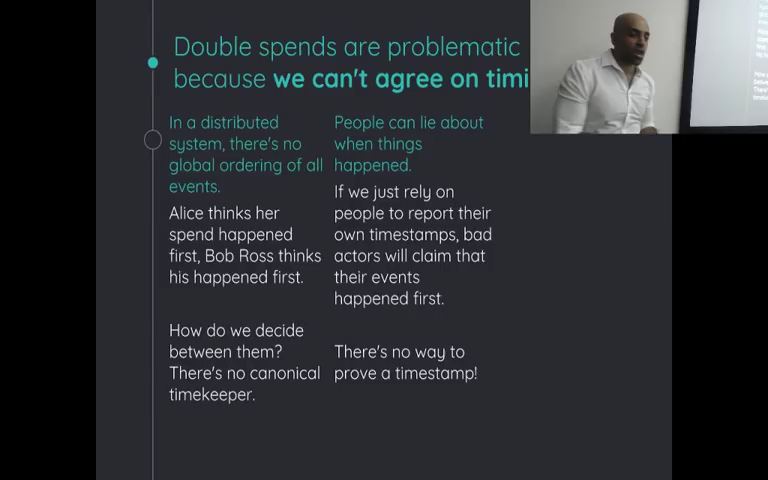 Double spends are problematic
because we can't agree on timi
In a distributed
system, there's no
global ordering of all
events.
Alice thinks her
spend happened
first, Bob Ross thinks
his happened first.
How do we decide
between them?
There's no canonical
timekeeper.
People can lie about
when things
happened.
If we just rely on
people to report their
own timestamps, bad
actors will claim that
their events
happened first.
There's no way to
prove a timestamp!